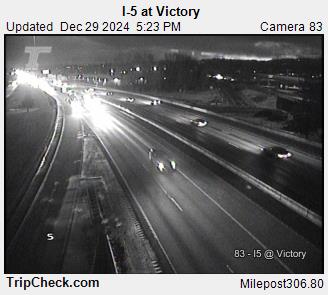 I-5 at Victory
Updated Dec 29 2024 5:23 PM Camera 83
T
S
83 - I5 @ Victory
TripCheck.com Milepost306.80